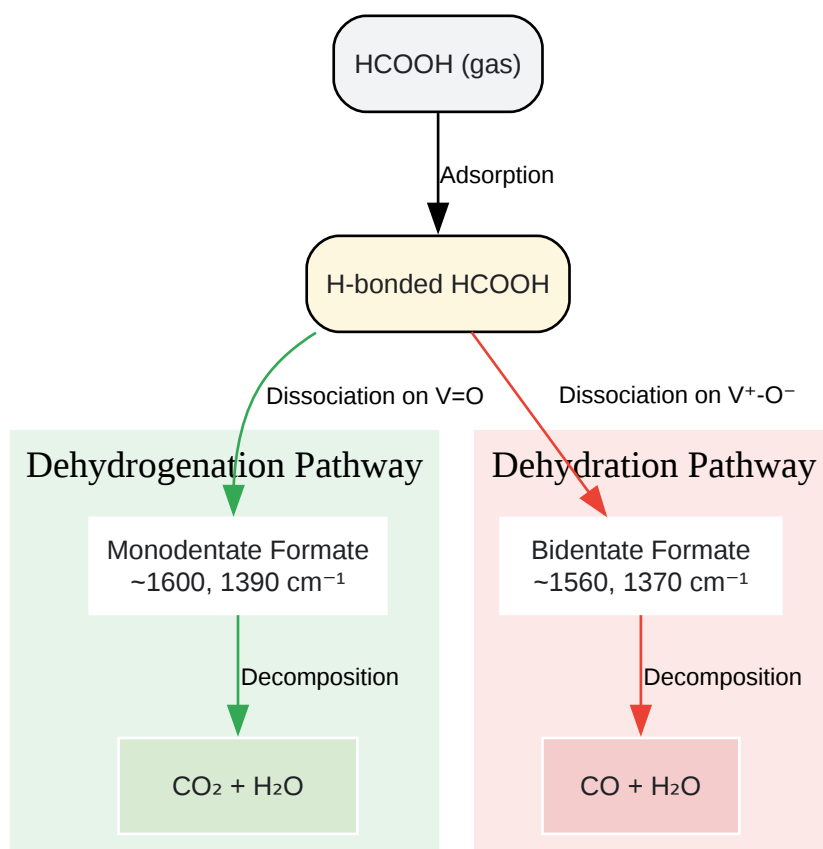 HCOOH (gas)
Adsorption
H-bonded HCOOH
Dissociation on V=O
Dissociation on V⁺-O⁻
Dehydrogenation Pathway
Dehydration Pathway
Monodentate Formate
~1600, 1390 cm⁻¹
Bidentate Formate
~1560, 1370 cm⁻¹
Decomposition
Decomposition
CO₂ + H₂O
CO + H₂O